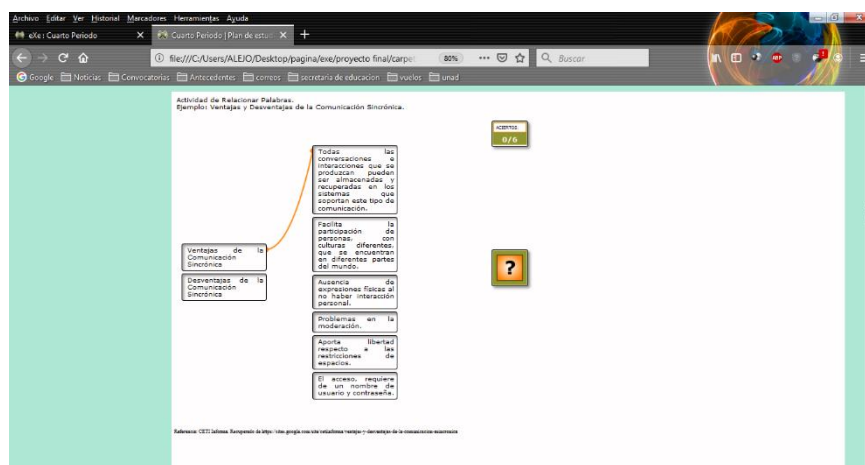 Archivo Editar Ver Historial Marcadores Herramientas Ayuda
eXe : Cuarto Periodo
Cuarto Periodo | Plan de estud
file:///C:/Users/ALEJO/Desktop/pagina/exe/proyecto final/carpet
80%
Buscar
Google Noticias Convocatorias Antecedentes correos secretaria de educacion vuelos unad
Actividad de Relacionar Palabras.
Ejemplo: Ventajas y Desventajas de la Comunicación Sincrónica.
ACIERTOS
0/6
Todas las
conversaciones e
interacciones que se
produzcan pueden
ser almacenadas y
recuperadas en los
sistemas que
soportan este tipo de
comunicación.
Facilita la
participación de
personas, con
culturas diferentes,
que se encuentran
en diferentes partes
del mundo.
Ventajas de la
Comunicación
Sincrónica
Desventajas de la
Comunicación
Sincrónica
?
Ausencia de
expresiones físicas al
no haber interacción
personal.
Problemas en la
moderación.
Aporta libertad
respecto a las
restricciones de
espacios.
El acceso, requiere
de un nombre de
usuario y contraseña.